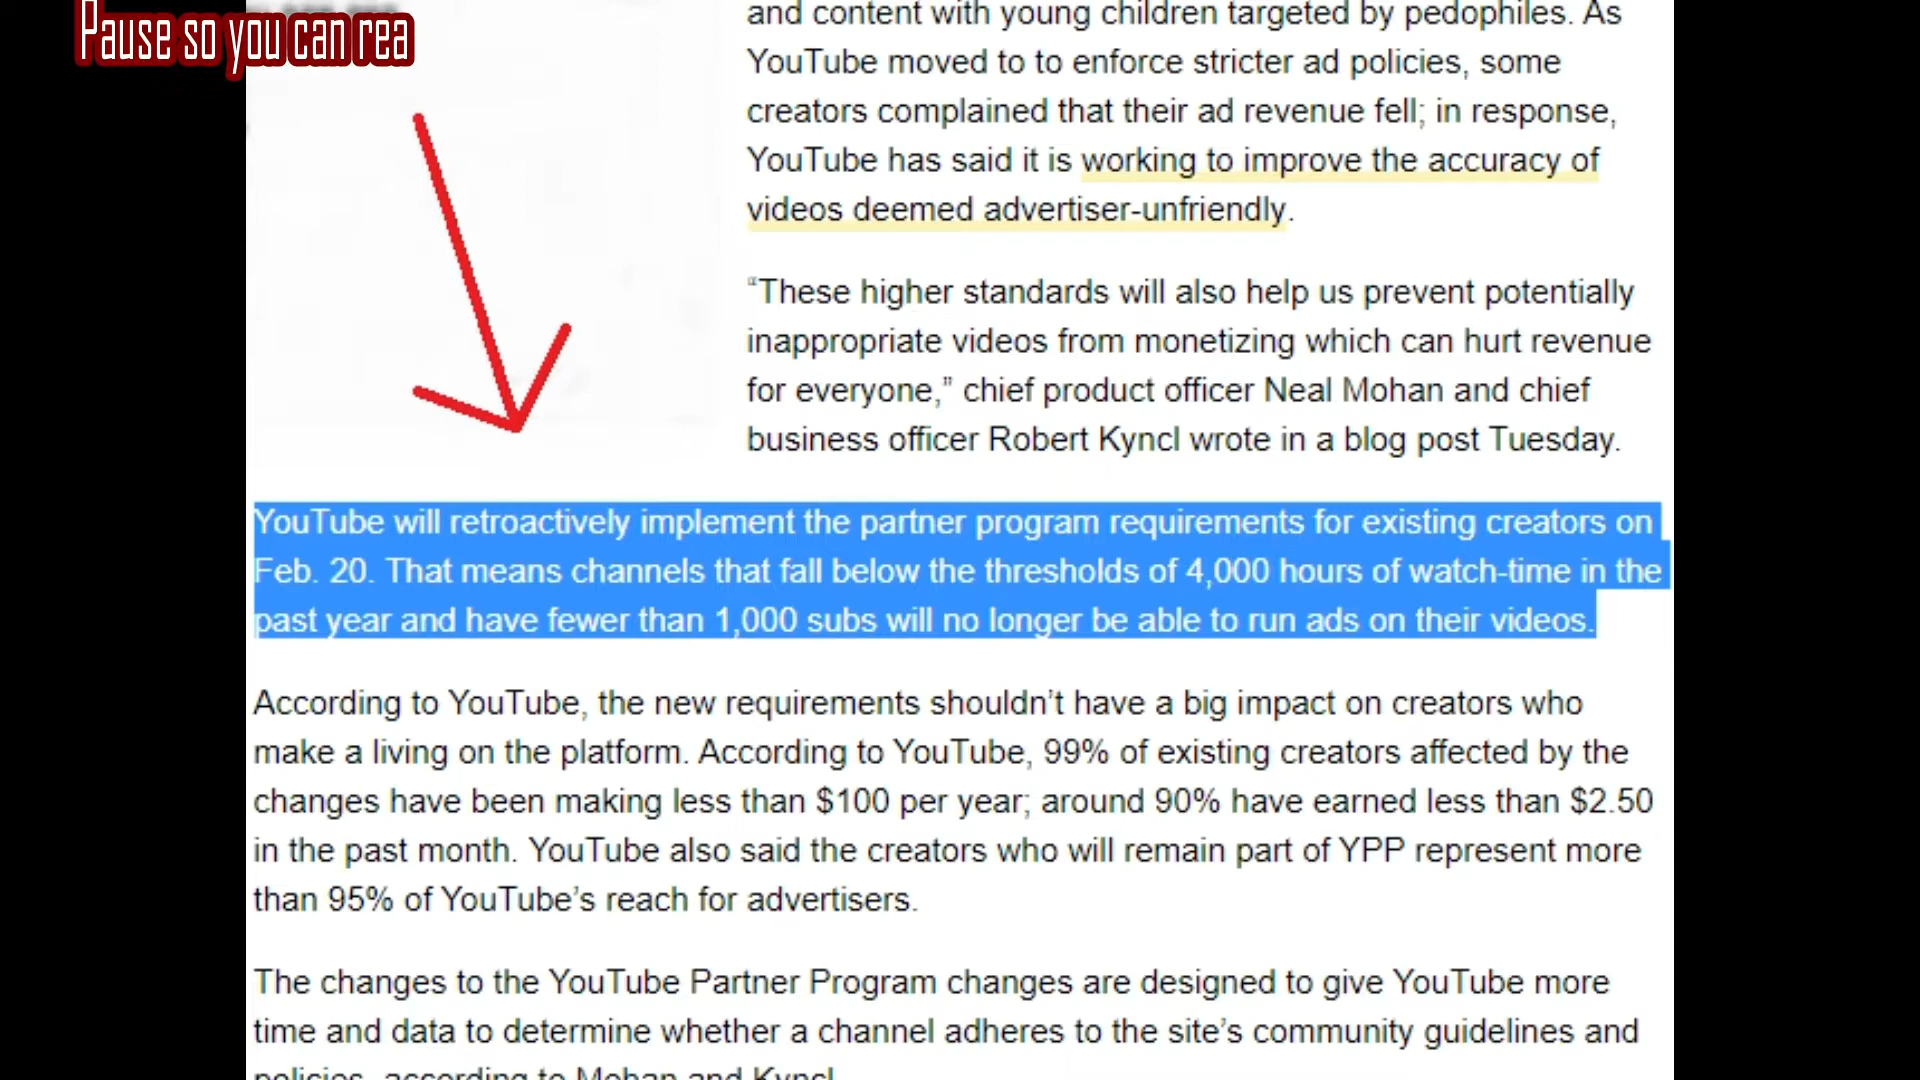 Pause so you can rea
and content with young children targeted by pedophiles. As
YouTube moved to to enforce stricter ad policies, some
creators complained that their ad revenue fell; in response,
YouTube has said it is working to improve the accuracy of
videos deemed advertiser-unfriendly.
“These higher standards will also help us prevent potentially
inappropriate videos from monetizing which can hurt revenue
for everyone,” chief product officer Neal Mohan and chief
business officer Robert Kyncl wrote in a blog post Tuesday.
YouTube will retroactively implement the partner program requirements for existing creators on
Feb. 20. That means channels that fall below the thresholds of 4,000 hours of watch-time in the
past year and have fewer than 1,000 subs will no longer be able to run ads on their videos.
According to YouTube, the new requirements shouldn’t have a big impact on creators who
make a living on the platform. According to YouTube, 99% of existing creators affected by the
changes have been making less than $100 per year; around 90% have earned less than $2.50
in the past month. YouTube also said the creators who will remain part of YPP represent more
than 95% of YouTube’s reach for advertisers.
The changes to the YouTube Partner Program changes are designed to give YouTube more
time and data to determine whether a channel adheres to the site’s community guidelines and
policies, according to Mohan and Kyncl.